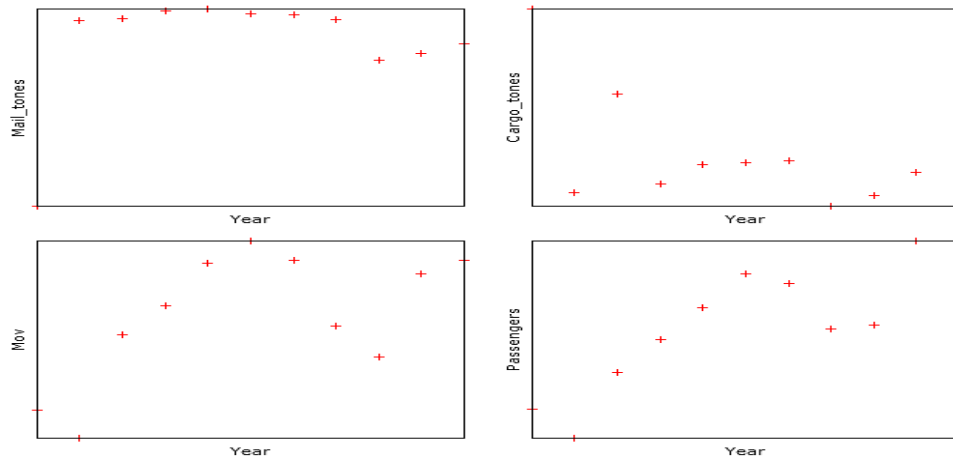 Mail_tones
Year
Cargo_tones
Year
Mov
Year
Passengers
Year